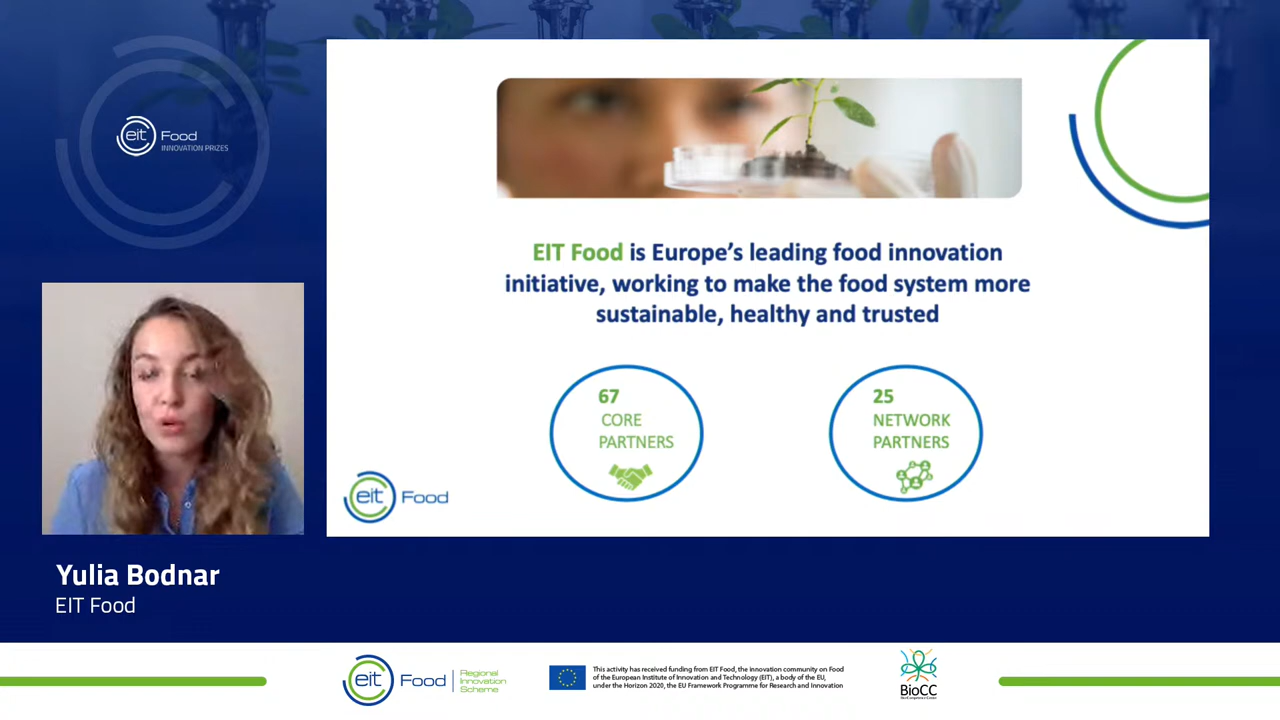 eit Food
INNOVATION PRIZES
EIT Food is Europe's leading food innovation
initiative, working to make the food system more
sustainable, healthy and trusted
67
CORE
PARTNERS
25
NETWORK
PARTNERS
eit Food
Yulia Bodnar
EIT Food
eit Food
Regional
Innovation
Scheme
This activity has received funding from EIT Food, the innovation community on Food
of the European Institute of Innovation and Technology (EIT), a body of the EU,
under the Horizon 2020, the EU Framework Programme for Research and Innovation
BioCC